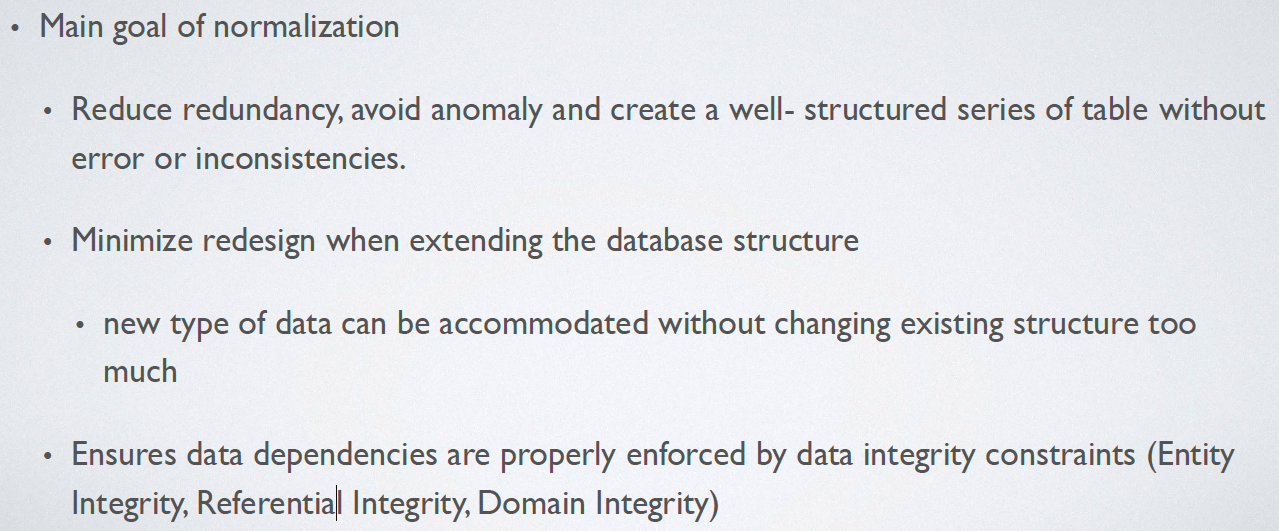 • Main goal of normalization
• Reduce redundancy, avoid anomaly and create a well- structured series of table without
error or inconsistencies.
• Minimize redesign when extending the database structure
• new type of data can be accommodated without changing existing structure too
much
• Ensures data dependencies are properly enforced by data integrity constraints (Entity
Integrity, Referential Integrity, Domain Integrity)